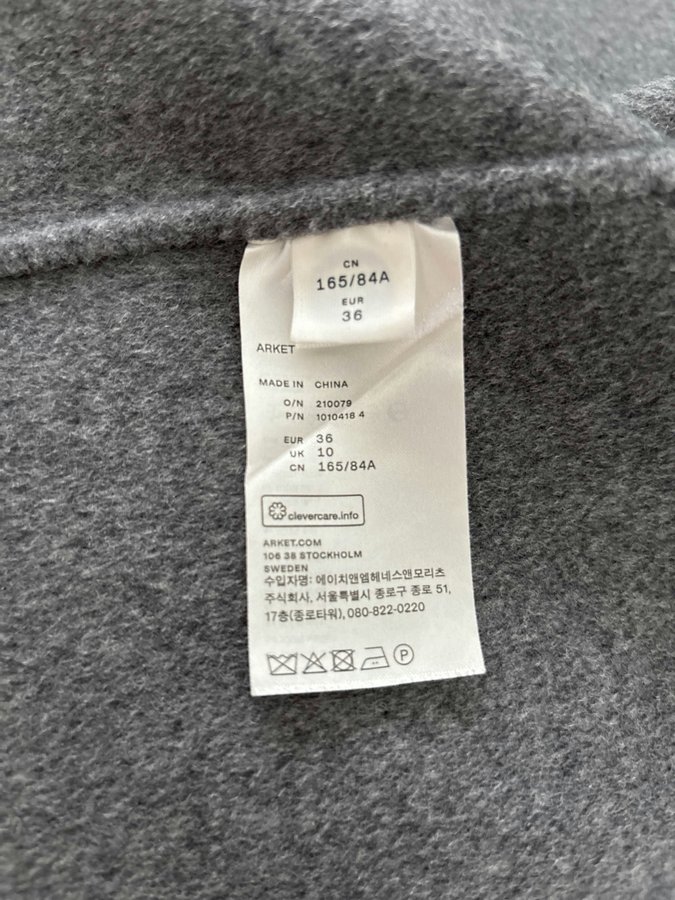 CN
165/84A
EUR
36
ARKET
MADE IN CHINA
O/N 210079
P/N 1010418 4
EUR 36
UK 10
CN 165/84A
clevercare.info
ARKET.COM
106 38 STOCKHOLM
SWEDEN
수입자명: 에이치앤엠헤네스앤모리츠
주식회사, 서울특별시 종로구 종로 51,
17층(종로타워), 080-822-0220
P